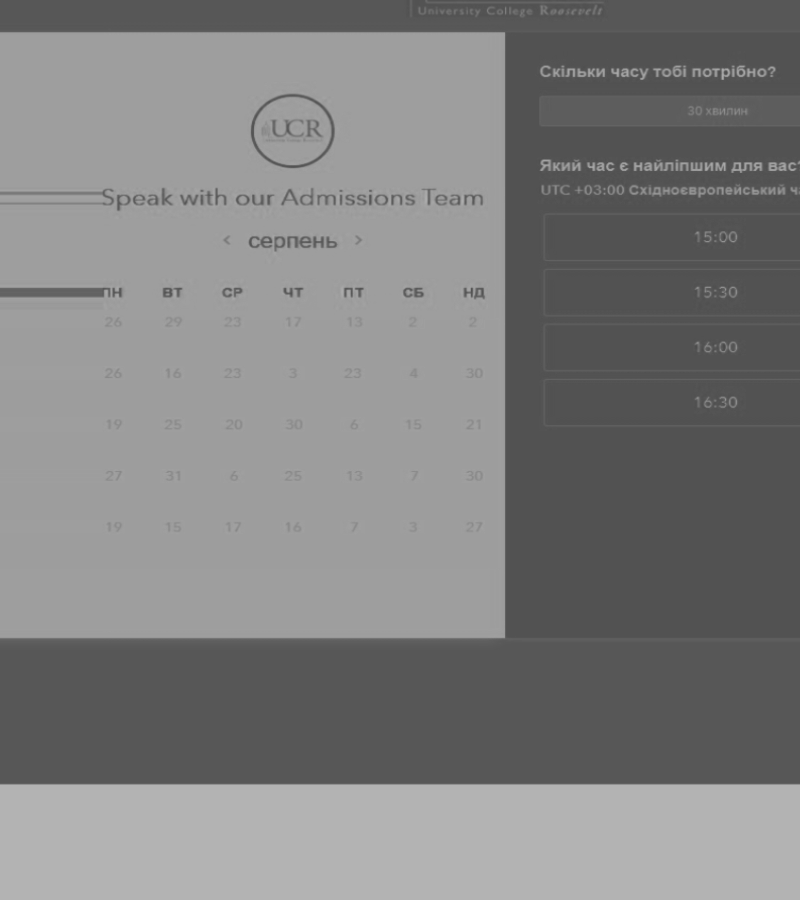 University College Roosevelt
UCR
Speak with our Admissions Team
< серпень >
ПН ВТ СР ЧТ ПТ СБ НД
26 29 23 17 13 2 2
26 16 23 3 23 4 30
19 25 20 30 6 15 21
27 31 6 25 13 7 30
19 15 17 16 7 3 27
Скільки часу тобі потрібно?
30 хвилин
Який час є найліпшим для вас?
UTC +03:00 Східноєвропейський
15:00
15:30
16:00
16:30